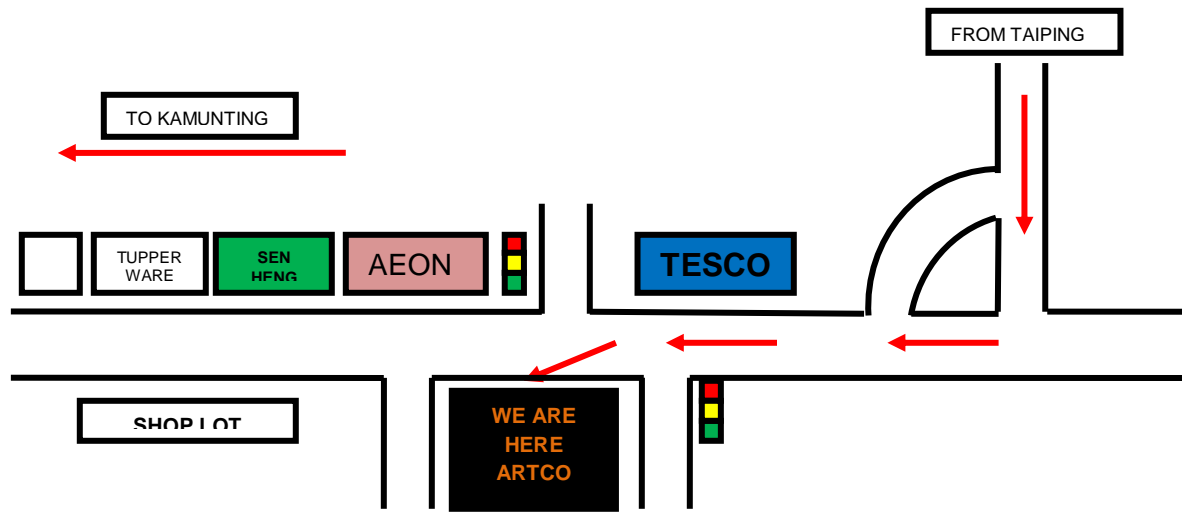 FROM TAIPING
TO KAMUNTING
TUPPER
WARE
SEN
HENG
AEON
TESCO
SHOP LOT
WE ARE
HERE
ARTCO